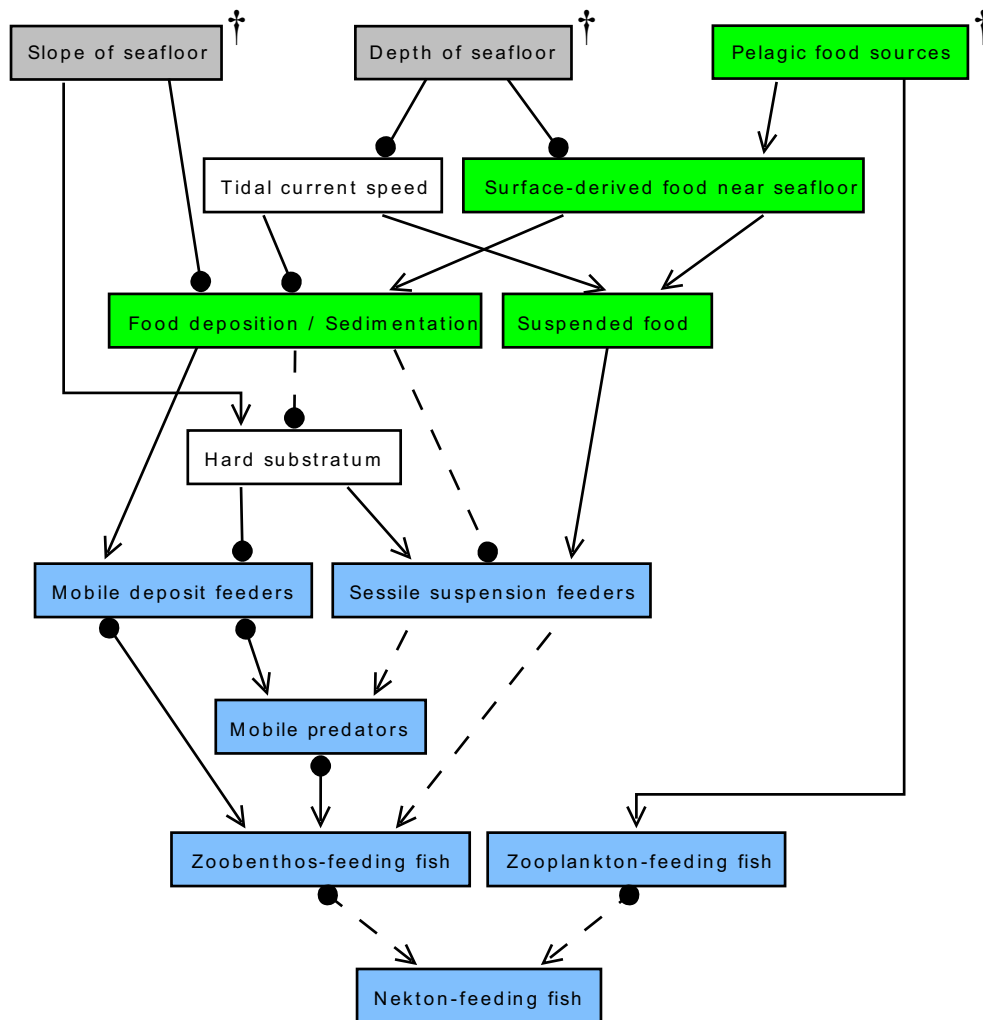 Slope of seafloor †
Depth of seafloor †
Pelagic food sources †
Tidal current speed
Surface-derived food near seafloor
Food deposition / Sedimentation
Suspended food
Hard substratum
Mobile deposit feeders
Sessile suspension feeders
Mobile predators
Zoobenthos-feeding fish
Zooplankton-feeding fish
Nekton-feeding fish